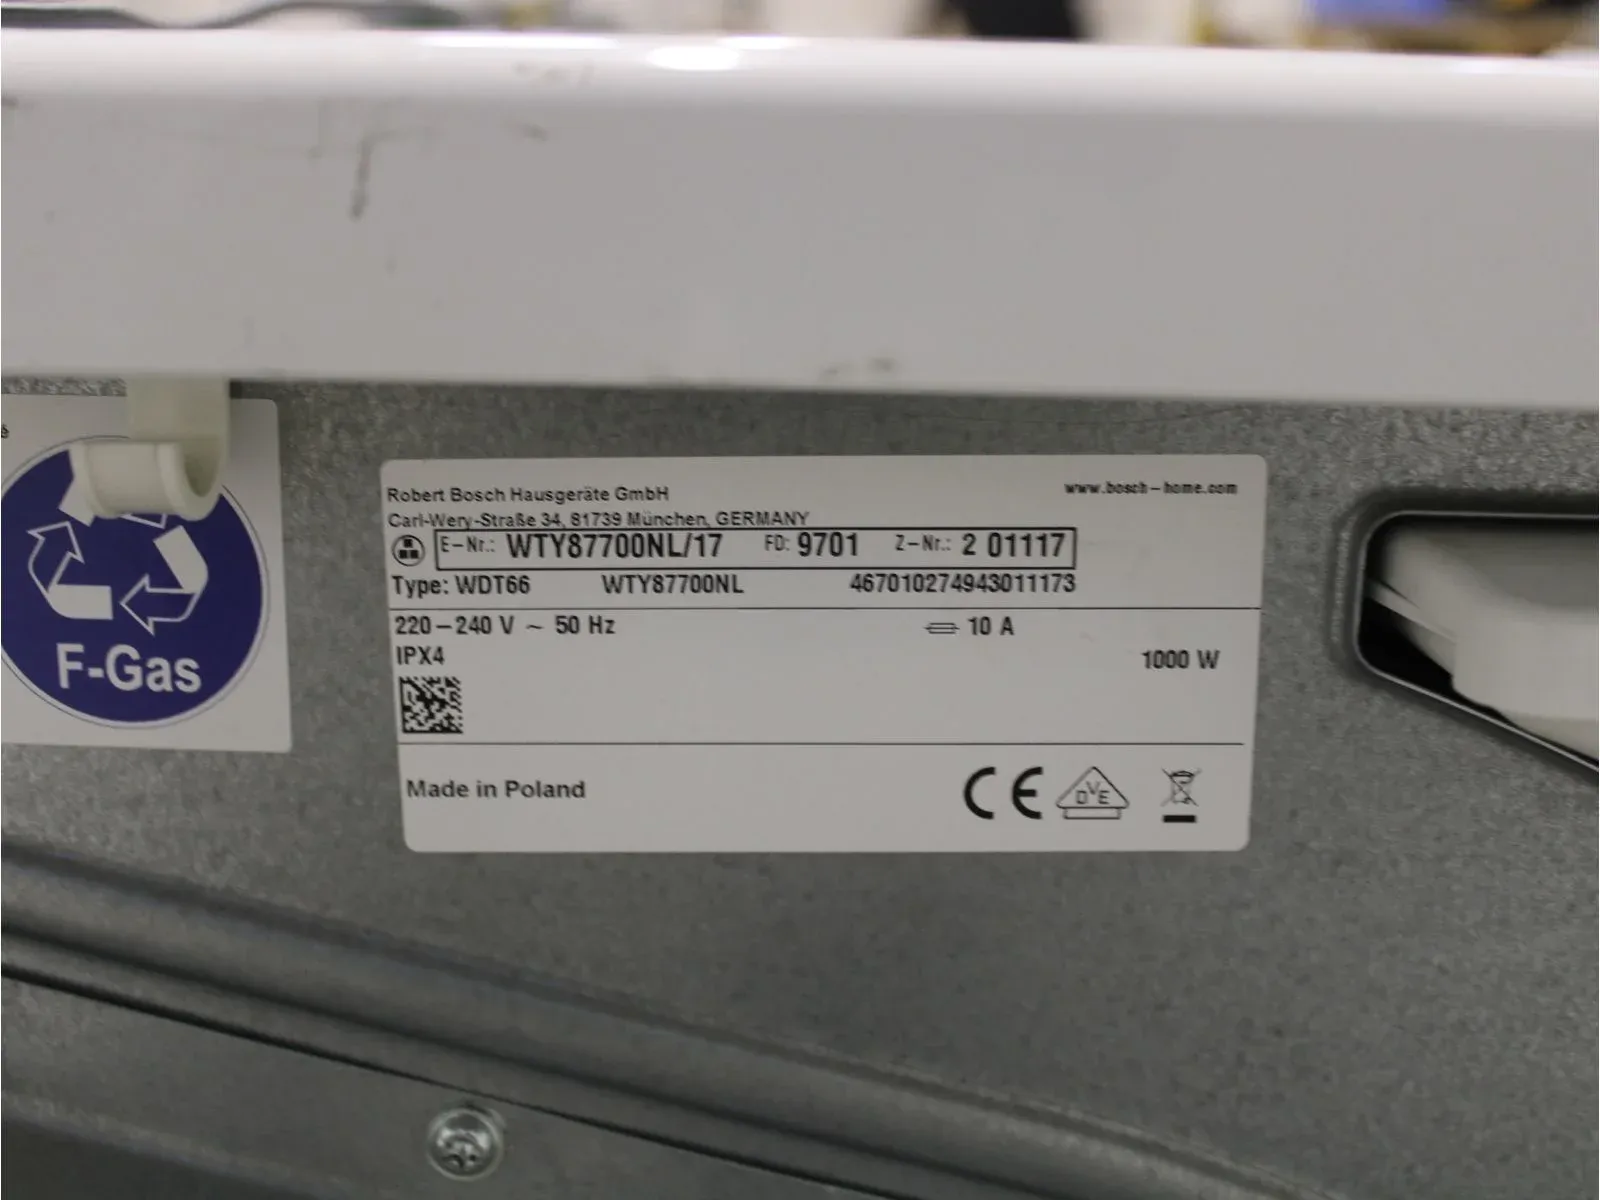 Robert Bosch Hausgeräte GmbH www.bosch-home.com
Carl-Wery-Straße 34, 81739 München, GERMANY
E-Nr.: WTY87700NL/17 FD: 9701 Z-Nr.: 2 01117
Type: WDT66 WTY87700NL 467010274943011173
220-240 V ~ 50 Hz 10 A
IPX4
1000 W
Made in Poland
CE
DVE
F-Gas